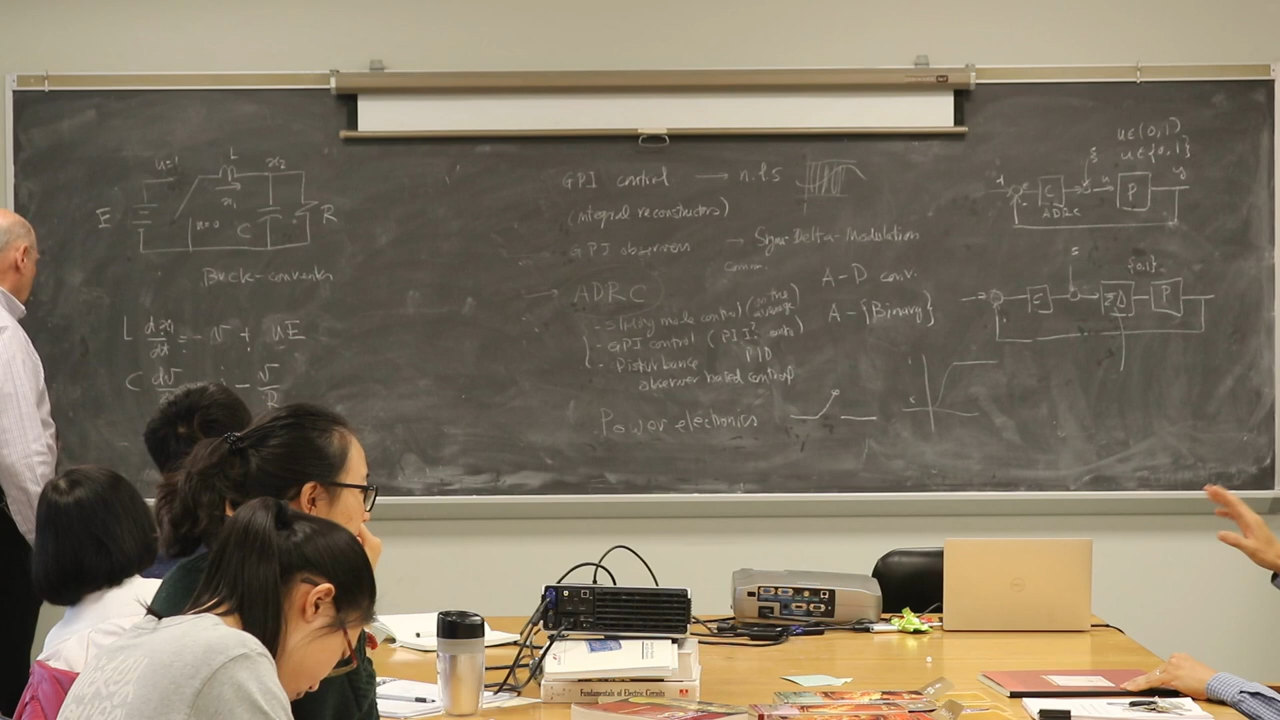 u=1
L
x2
E
x1
u=0
C
R
Buck-converter
L dx1/dt = - v + uE
C dv/ i - v/R
GPI control → n.l.s
(integral reconstructors)
GPI observers → Sigma-Delta-Modulation
Comm.
A-D conv.
→ ADRC
A-{Binary}
- sliding mode control (on the average)
- GPI control (PI
PID
- Disturbance
observer based control
Power electronics
u∈(0,1)
u∈{0,1}
ξ
C
u
P
y
ADRC
{0,1}
ΣΔ
P
Fundamentals of Electric Circuits
DELL